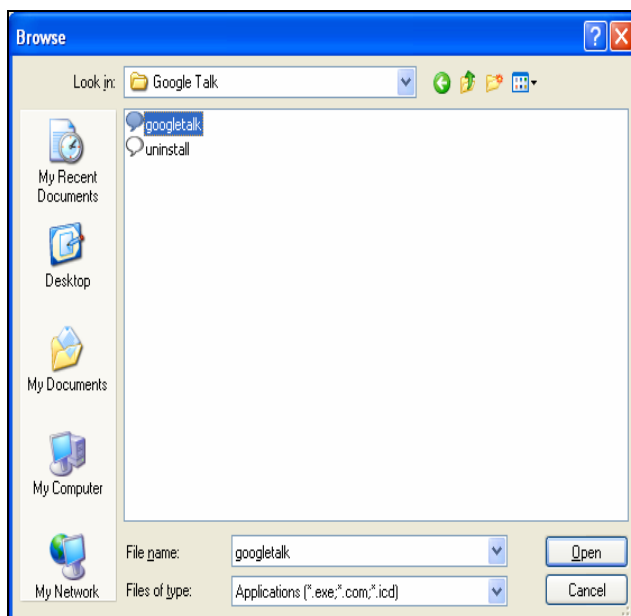 Browse
Look in: Google Talk
googletalk
uninstall
My Recent
Documents
Desktop
My Documents
My Computer
My Network
File name: googletalk Open
Files of type: Applications (*.exe;*.com;*.icd) Cancel